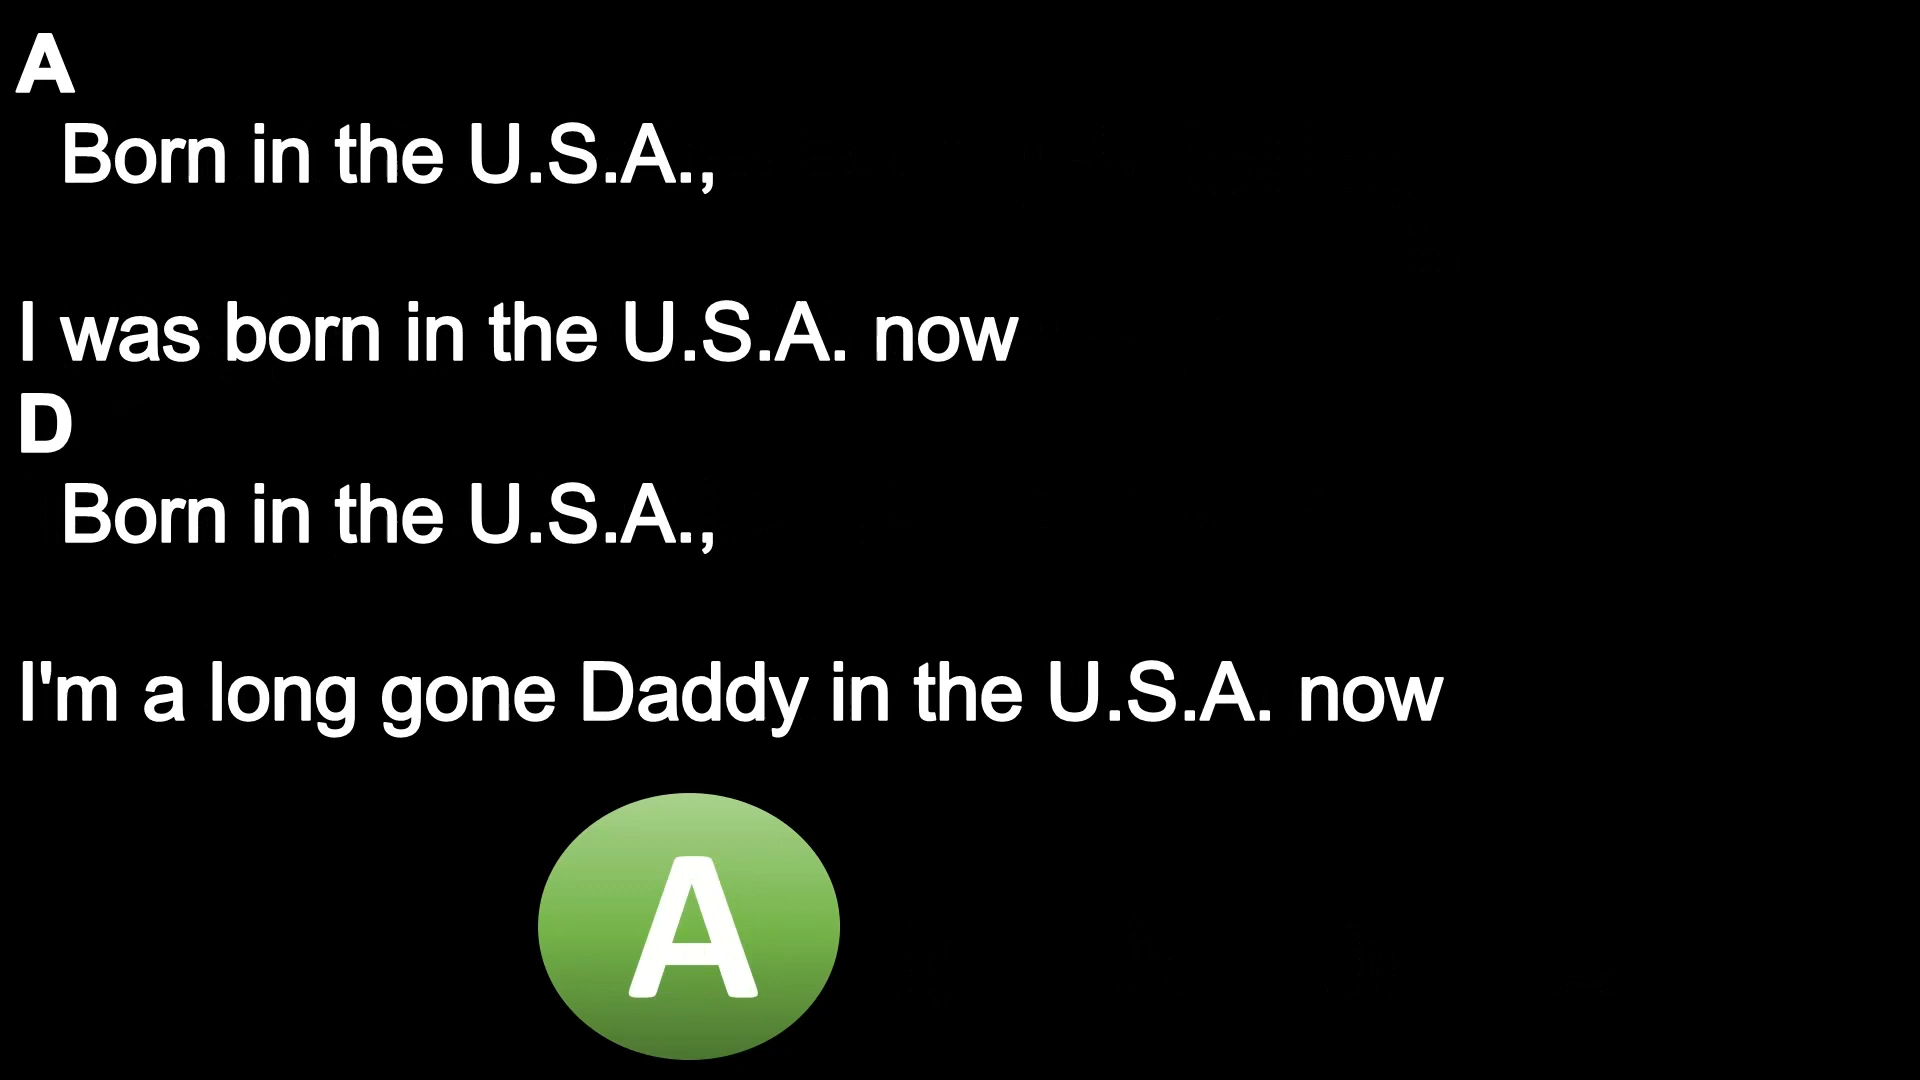 A
Born in the U.S.A.,
I was born in the U.S.A. now
D
Born in the U.S.A.,
I'm a long gone Daddy in the U.S.A. now
A